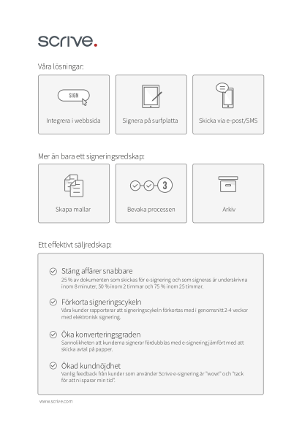 scrive.
Våra lösningar:
SIGN
Integrera i webbsida
Signera på surfplatta
Skicka via e-post/SMS
Mer än bara ett signeringsredskap:
3
Skapa mallar
Bevaka processen
Arkiv
Ett effektivt säljredskap:
Stäng affärer snabbare
25 % av dokumenten som skickas för e-signering och som signeras är underskrivna
inom 8 minuter, 50 % inom 2 timmar och 75 % inom 25 timmar.
Förkorta signeringscykeln
Våra kunder rapporterar att signeringscykeln förkortas med i genomsnitt 2-4 veckor
med elektronisk signering.
Öka konverteringsgraden
Sannolikheten att kunderna signerar fördubblas med e-signering jämfört med att
skicka avtal på papper.
Ökad kundnöjdhet
Vanlig feedback från kunder som använder Scrive e-signering är "wow!" och "tack
för att ni sparar min tid".
www.scrive.com